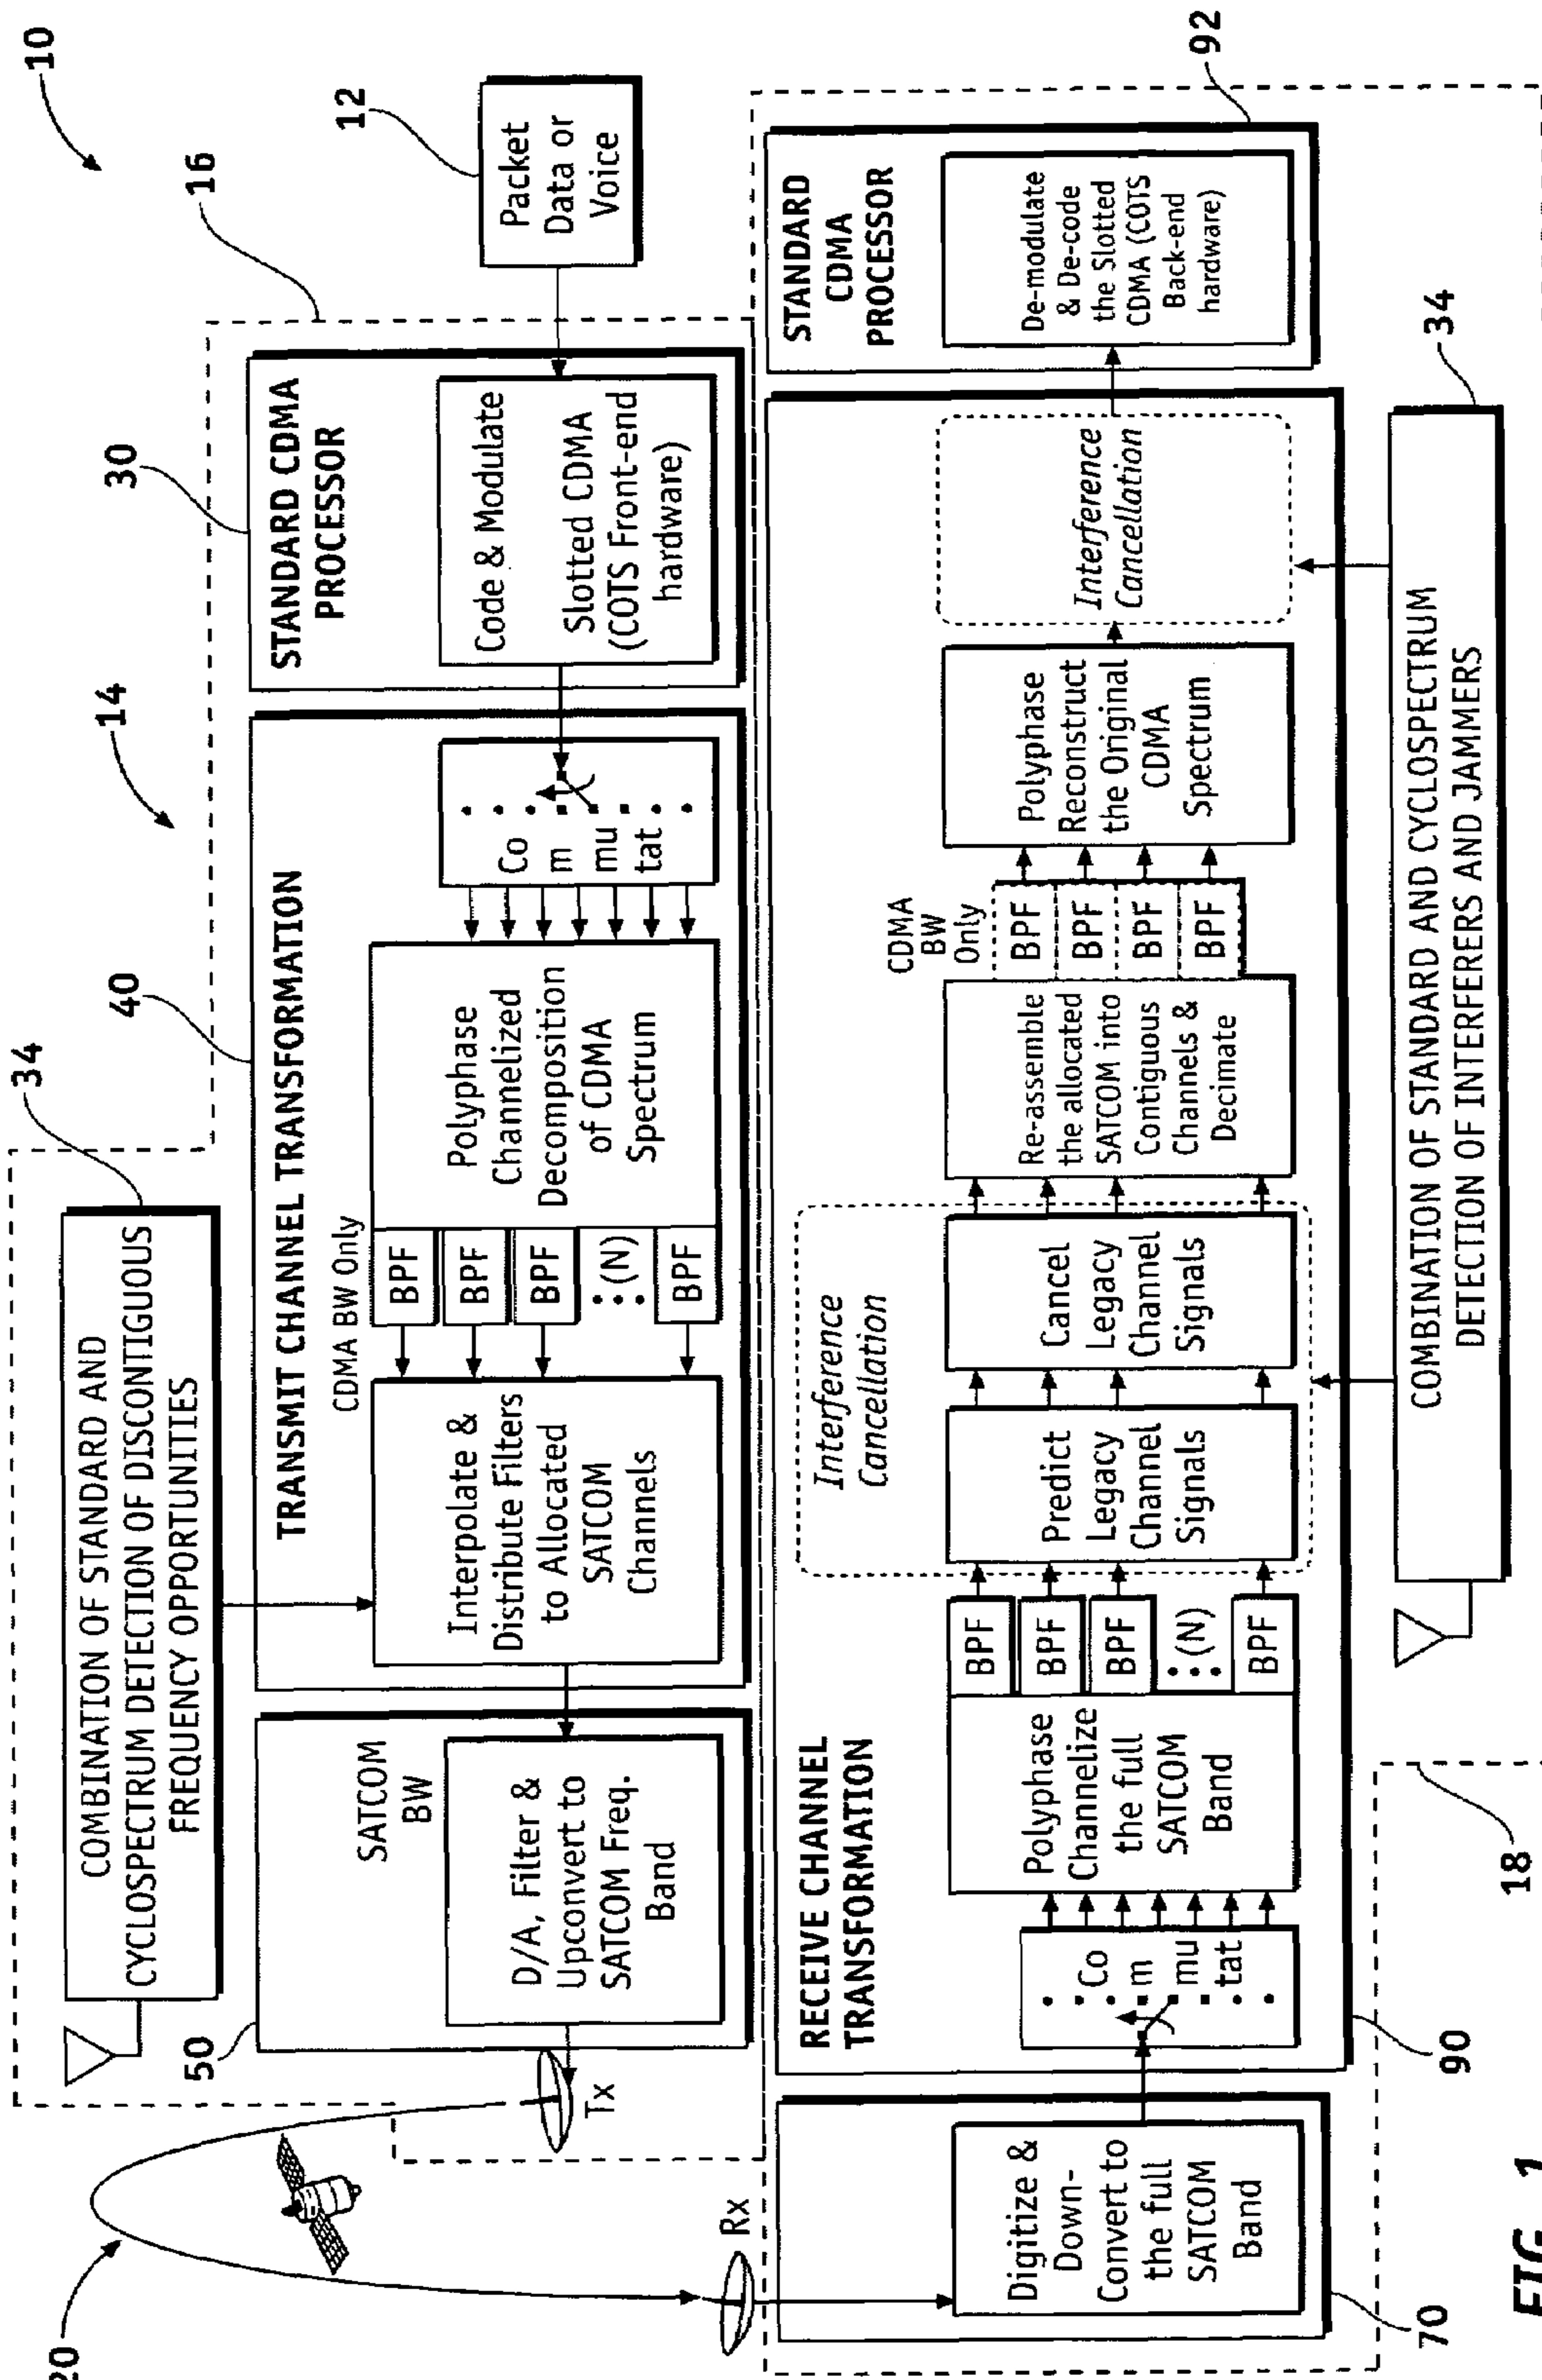 10
16
12
Packet
Data or
Voice
14
30
STANDARD CDMA
PROCESSOR
Code & Modulate
Slotted CDMA
(COTS Front-end
hardware)
40
TRANSMIT CHANNEL TRANSFORMATION
Co
m
mu
tat
Polyphase
Channelized
Decomposition
of CDMA
Spectrum
CDMA BW Only
BPF
BPF
BPF
(N)
BPF
Interpolate &
Distribute Filters
to Allocated
SATCOM
Channels
34
COMBINATION OF STANDARD AND
CYCLOSPECTRUM DETECTION OF DISCONTIGUOUS
FREQUENCY OPPORTUNITIES
50
SATCOM
BW
D/A, Filter &
Upconvert to
SATCOM Freq.
Band
Tx
20
Rx
70
Digitize &
Down-
Convert to
the full
SATCOM
Band
90
RECEIVE CHANNEL
TRANSFORMATION
Co
m
mu
tat
Polyphase
Channelize
the full
SATCOM
Band
BPF
BPF
BPF
(N)
BPF
Interference
Cancellation
Predict
Legacy
Channel
Signals
Cancel
Legacy
Channel
Signals
Re-assemble
the allocated
SATCOM into
Contiguous
Channels &
Decimate
CDMA
BW
Only
BPF
BPF
BPF
BPF
Polyphase
Reconstruct
the Original
CDMA
Spectrum
Interference
Cancellation
92
STANDARD
CDMA
PROCESSOR
De-modulate
& De-code
the Slotted
CDMA (COTS
Back-end
hardware)
34
COMBINATION OF STANDARD AND CYCLOSPECTRUM
DETECTION OF INTERFERERS AND JAMMERS
18
FIG. 1